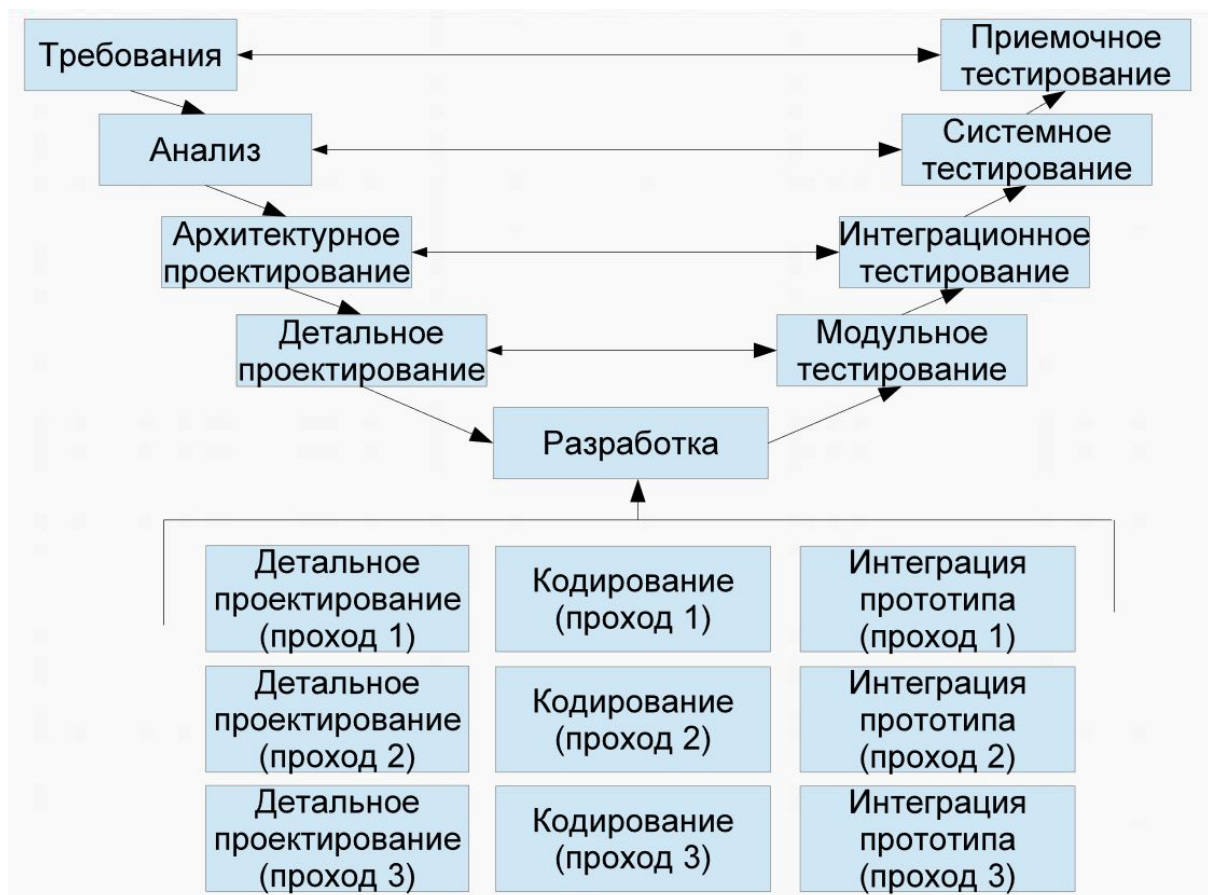 Требования
Приемочное
тестирование
Анализ
Системное
тестирование
Архитектурное
проектирование
Интеграционное
тестирование
Детальное
проектирование
Модульное
тестирование
Разработка
Детальное
проектирование
(проход 1)
Кодирование
(проход 1)
Интеграция
прототипа
(проход 1)
Детальное
проектирование
(проход 2)
Кодирование
(проход 2)
Интеграция
прототипа
(проход 2)
Детальное
проектирование
(проход 3)
Кодирование
(проход 3)
Интеграция
прототипа
(проход 3)